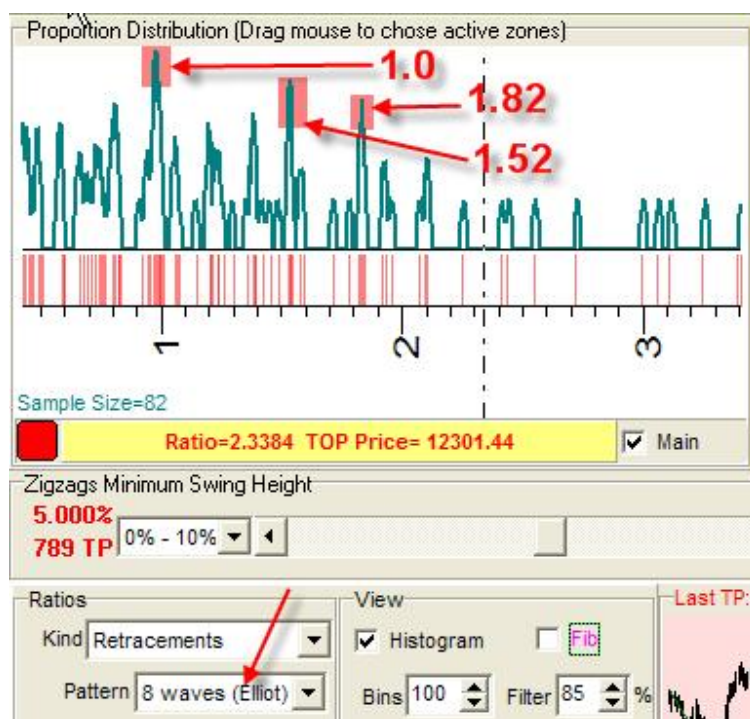 Proportion Distribution (Drag mouse to chose active zones)
1.0
1.82
1.52
1 2 3
Sample Size=82
Ratio=2.3384 TOP Price= 12301.44 Main
Zigzags Minimum Swing Height
5.000%
789 TP 0% - 10%
Ratios View Last TP:
Kind Retracements Histogram Fib
Pattern 8 waves (Elliot) Bins 100 Filter 85 %